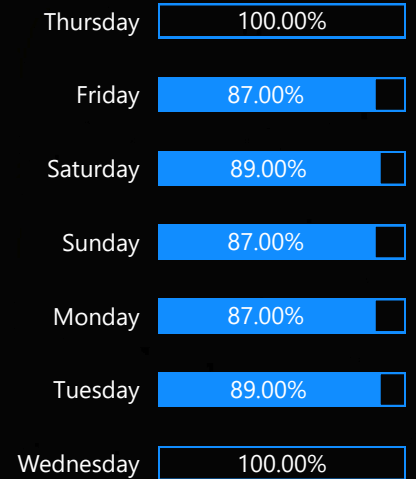 Thursday 100.00%
Friday 87.00%
Saturday 89.00%
Sunday 87.00%
Monday 87.00%
Tuesday 89.00%
Wednesday 100.00%